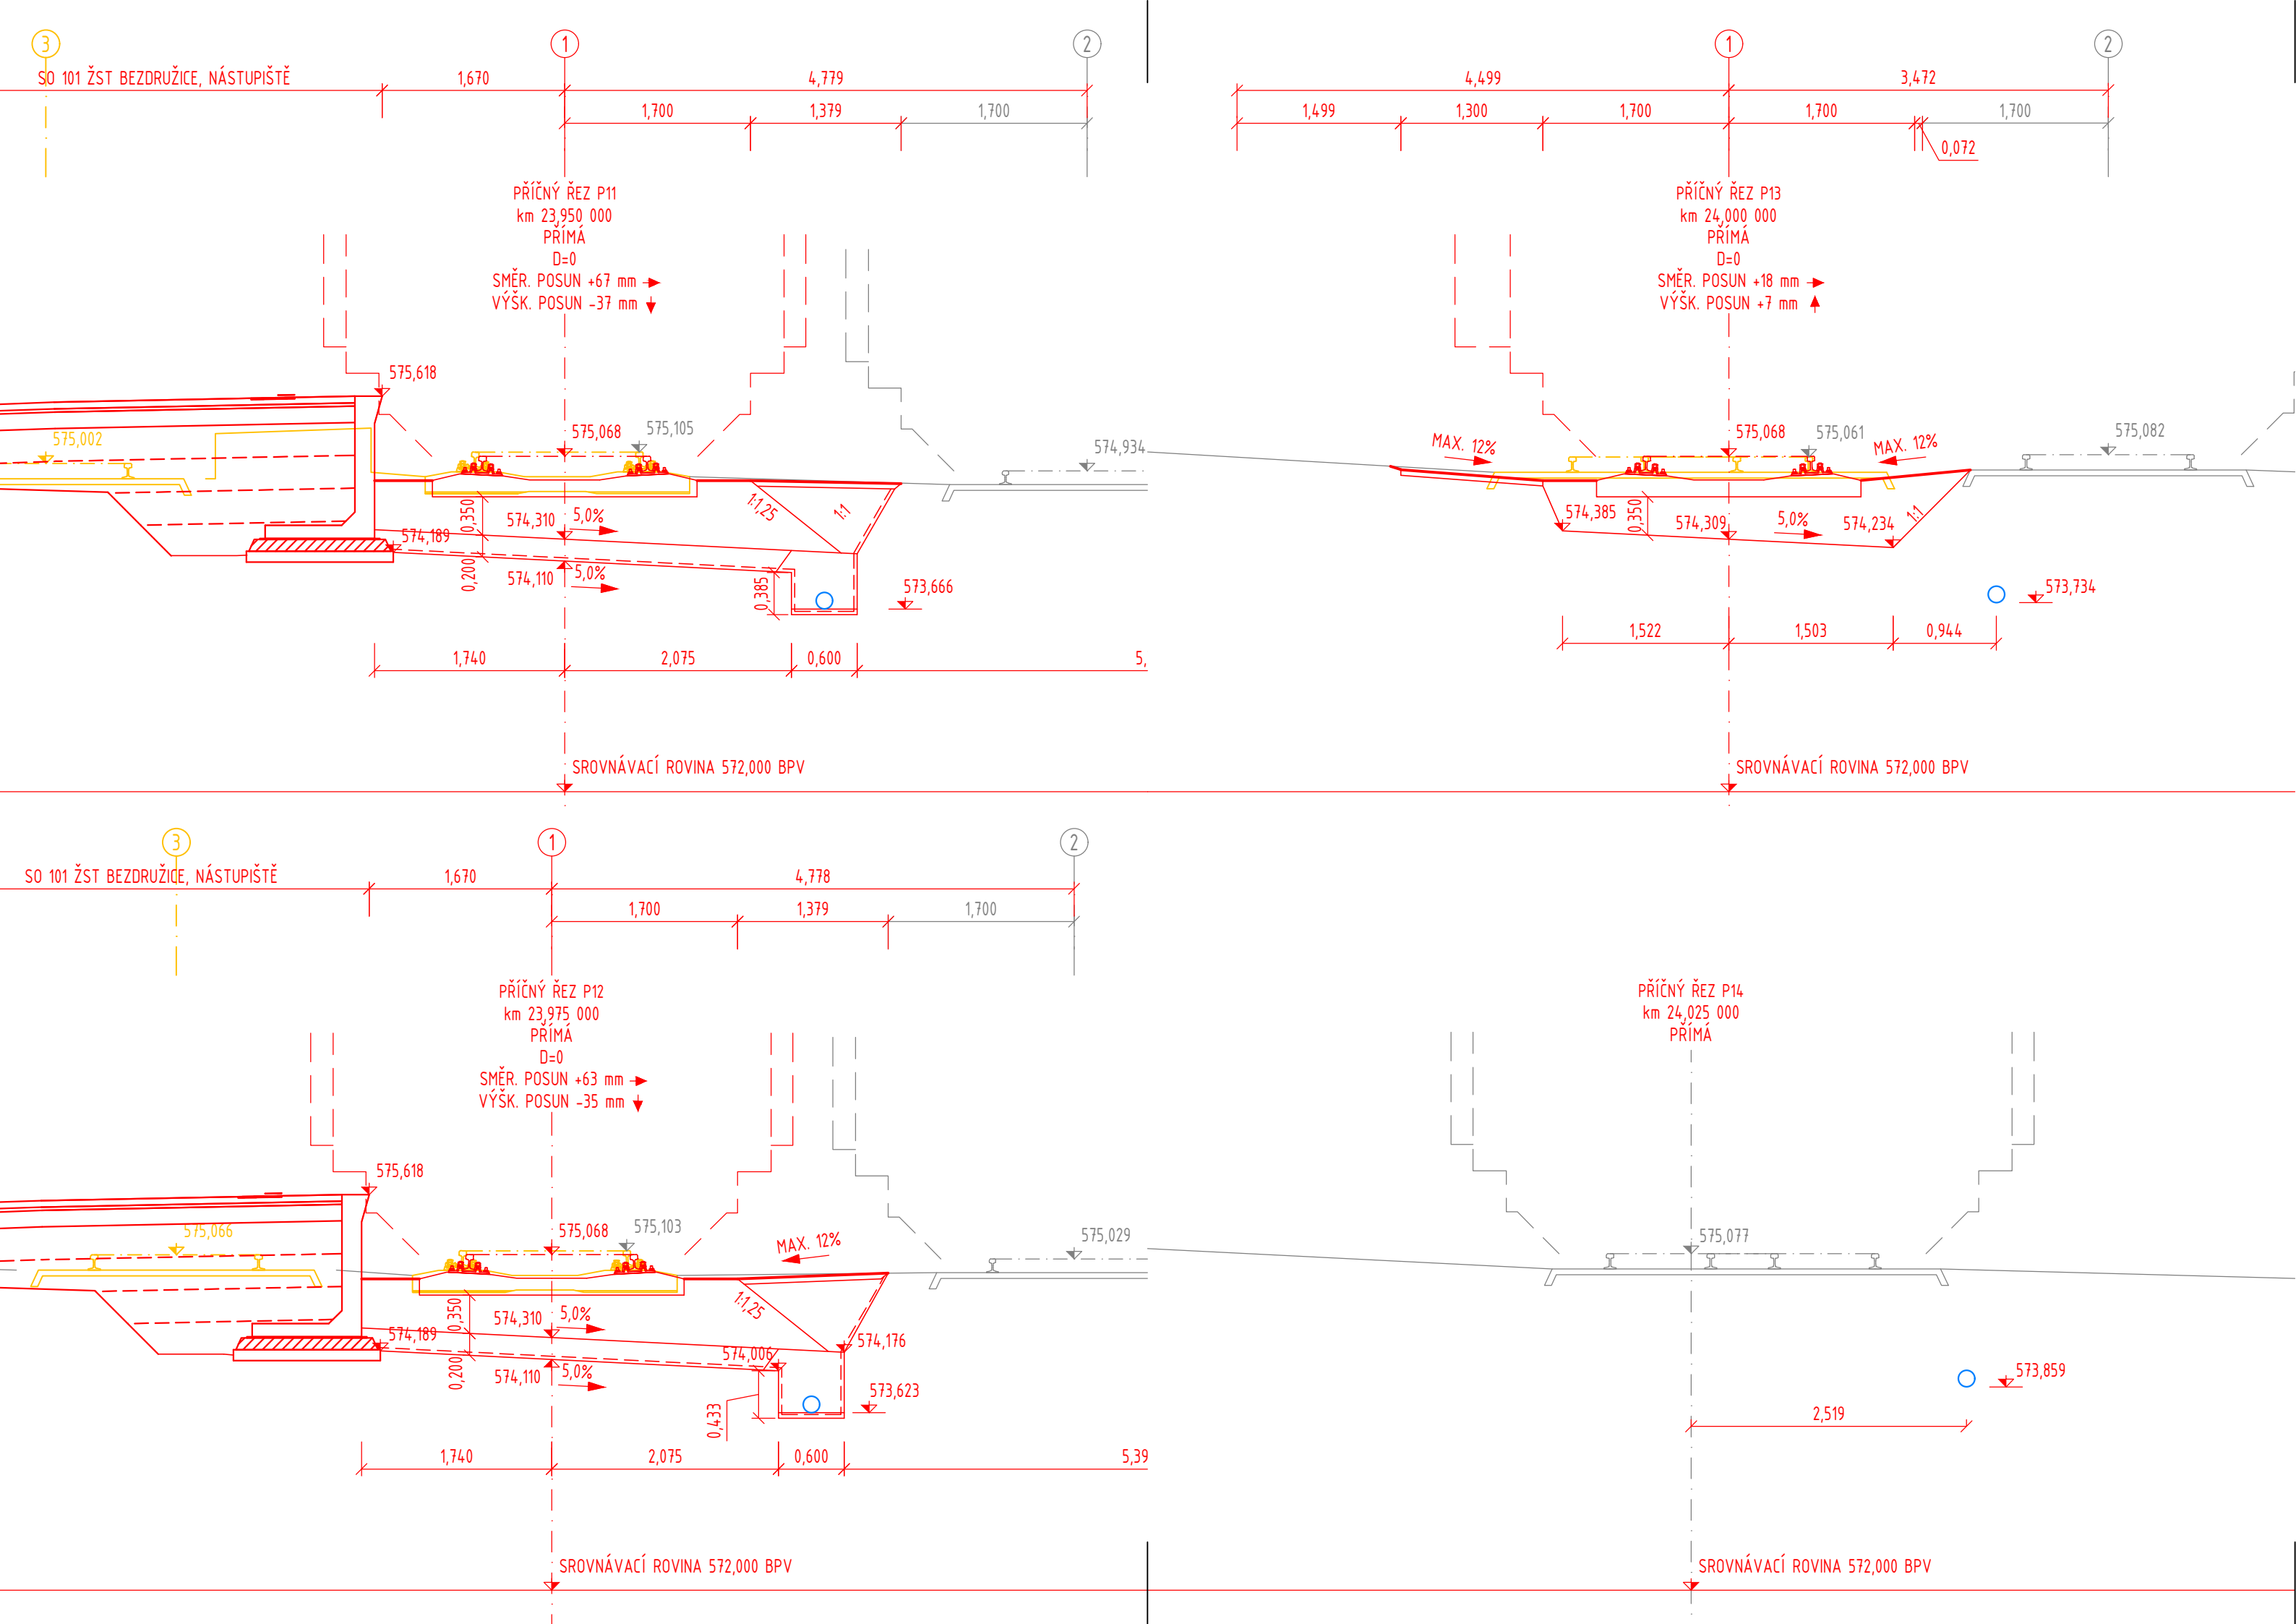 3
1
2
SO 101 ŽST BEZDRUŽICE, NÁSTUPIŠTĚ
1,670
4,779
1,700
1,379
1,700
PŘÍČNÝ ŘEZ P11
km 23,950 000
PŘÍMÁ
D=0
SMĚR. POSUN +67 mm
VÝŠK. POSUN -37 mm
575,618
575,002
575,068
575,105
574,934
0,350
574,310
5,0%
1:1,25
1:1
574,189
0,200
574,110
5,0%
0,385
573,666
1,740
2,075
0,600
5,
SROVNÁVACÍ ROVINA 572,000 BPV
1
2
4,499
3,472
1,499
1,300
1,700
1,700
1,700
0,072
PŘÍČNÝ ŘEZ P13
km 24,000 000
PŘÍMÁ
D=0
SMĚR. POSUN +18 mm
VÝŠK. POSUN +7 mm
MAX. 12%
575,068
575,061
MAX. 12%
575,082
574,385
0,350
574,309
5,0%
574,234
1:1
573,734
1,522
1,503
0,944
SROVNÁVACÍ ROVINA 572,000 BPV
3
1
2
SO 101 ŽST BEZDRUŽICE, NÁSTUPIŠTĚ
1,670
4,778
1,700
1,379
1,700
PŘÍČNÝ ŘEZ P12
km 23,975 000
PŘÍMÁ
D=0
SMĚR. POSUN +63 mm
VÝŠK. POSUN -35 mm
575,618
575,066
575,068
575,103
MAX. 12%
575,029
0,350
574,310
5,0%
1:1,25
574,189
574,006
574,176
0,200
574,110
5,0%
0,433
573,623
1,740
2,075
0,600
5,39
SROVNÁVACÍ ROVINA 572,000 BPV
PŘÍČNÝ ŘEZ P14
km 24,025 000
PŘÍMÁ
575,077
573,859
2,519
SROVNÁVACÍ ROVINA 572,000 BPV